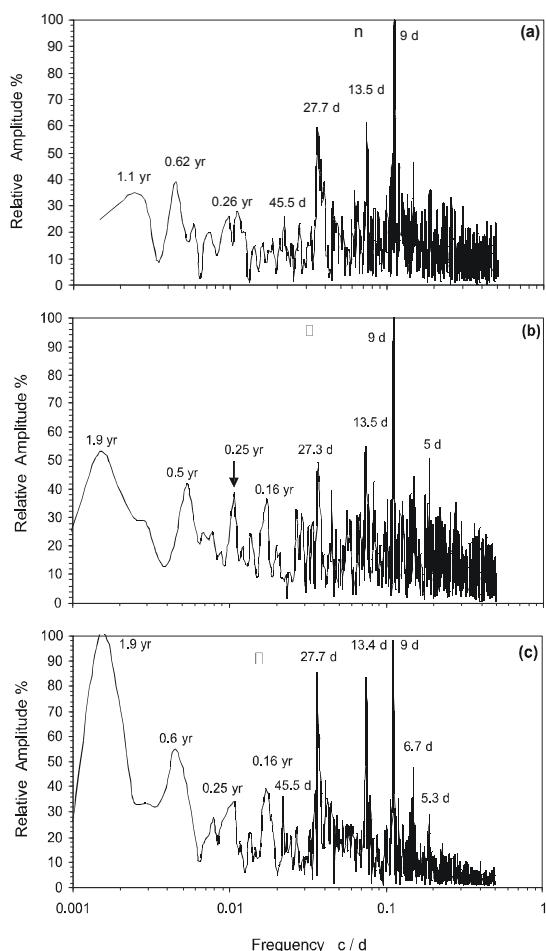 Relative Amplitude %
100
90
80
70
60
50
40
30
20
10
0
n
(a)
9 d
13.5 d
27.7 d
1.1 yr
0.62 yr
0.26 yr
45.5 d
Relative Amplitude %
100
90
80
70
60
50
40
30
20
10
0
(b)
9 d
13.5 d
5 d
27.3 d
1.9 yr
0.5 yr
0.25 yr
0.16 yr
Relative Amplitude %
100
90
80
70
60
50
40
30
20
10
0
(c)
1.9 yr
27.7 d
13.4 d
9 d
6.7 d
5.3 d
0.6 yr
0.25 yr
0.16 yr
45.5 d
0.001
0.01
0.1
1
Frequency c / d